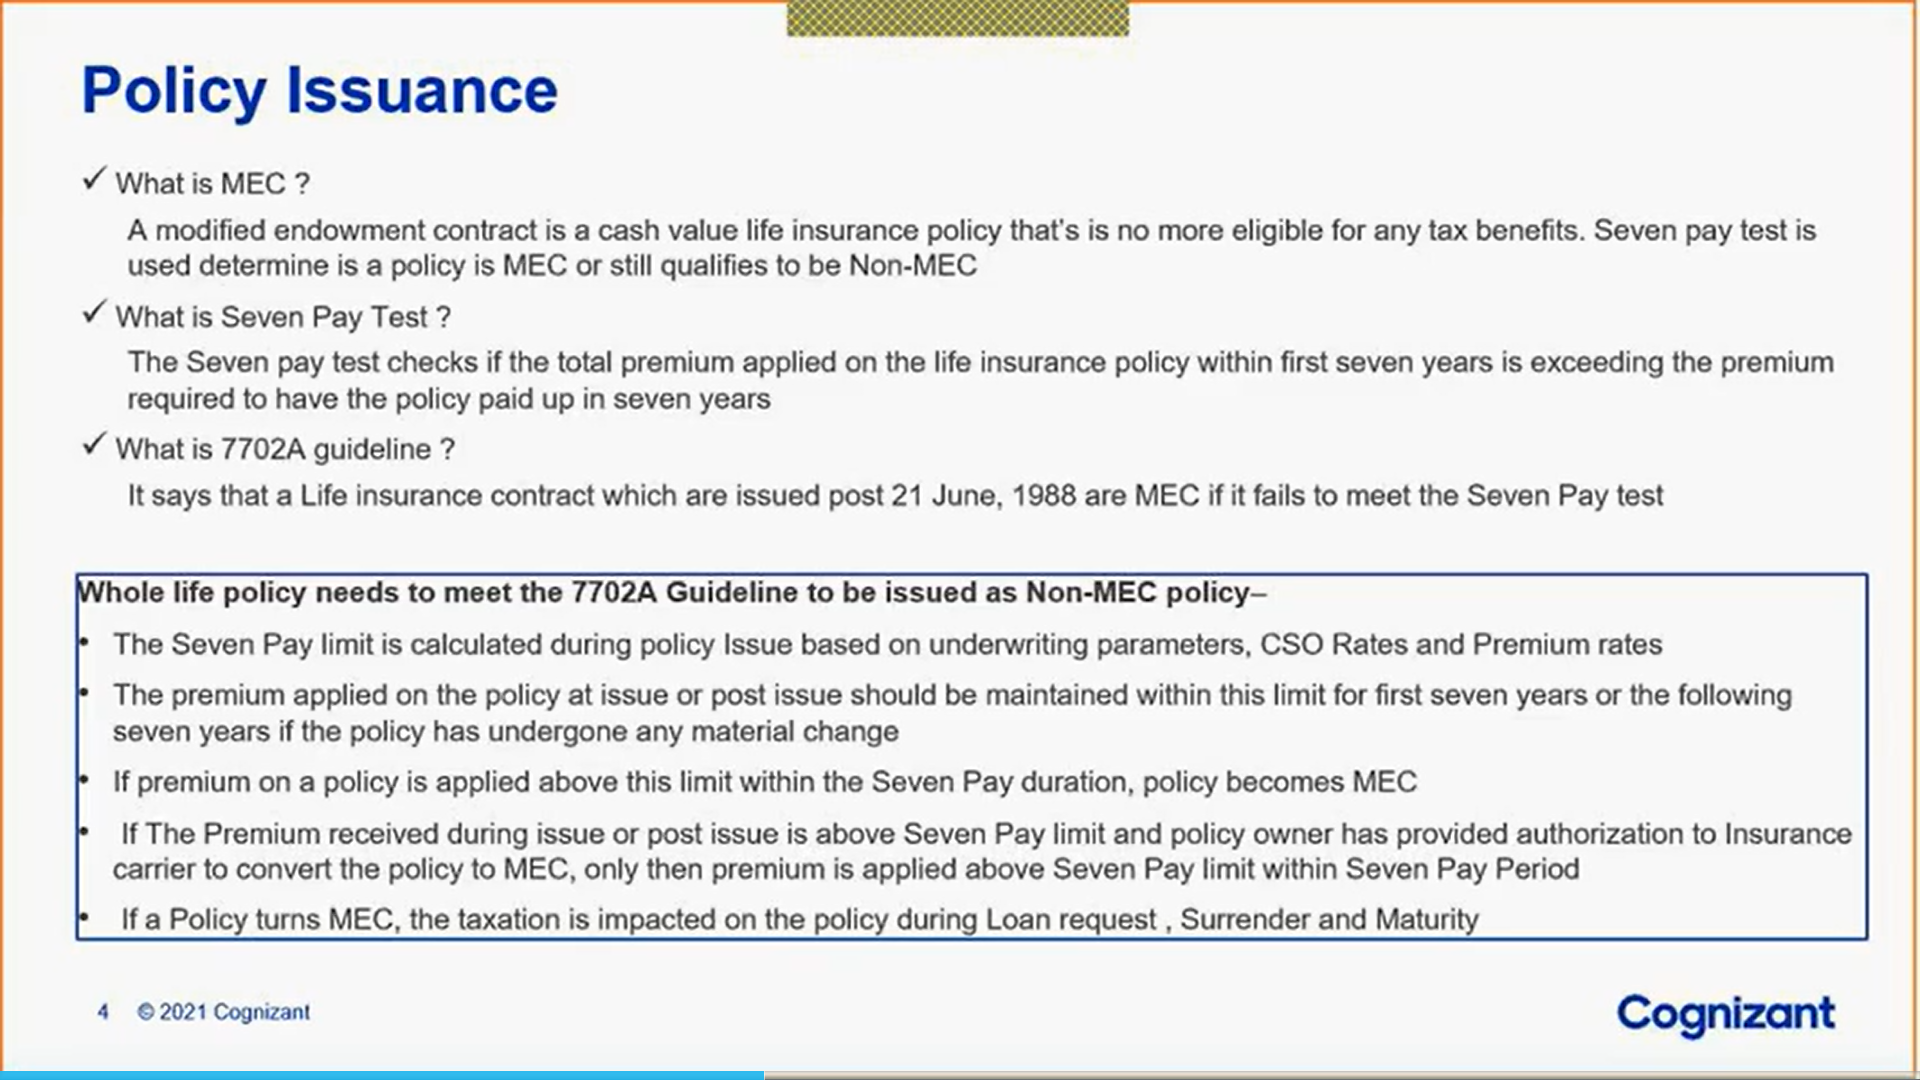 Policy Issuance
✓ What is MEC ?
A modified endowment contract is a cash value life insurance policy that's is no more eligible for any tax benefits. Seven pay test is
used determine is a policy is MEC or still qualifies to be Non-MEC
✓ What is Seven Pay Test ?
The Seven pay test checks if the total premium applied on the life insurance policy within first seven years is exceeding the premium
required to have the policy paid up in seven years
✓ What is 7702A guideline ?
It says that a Life insurance contract which are issued post 21 June, 1988 are MEC if it fails to meet the Seven Pay test
Whole life policy needs to meet the 7702A Guideline to be issued as Non-MEC policy–
• The Seven Pay limit is calculated during policy Issue based on underwriting parameters, CSO Rates and Premium rates
• The premium applied on the policy at issue or post issue should be maintained within this limit for first seven years or the following
seven years if the policy has undergone any material change
• If premium on a policy is applied above this limit within the Seven Pay duration, policy becomes MEC
• If The Premium received during issue or post issue is above Seven Pay limit and policy owner has provided authorization to Insurance
carrier to convert the policy to MEC, only then premium is applied above Seven Pay limit within Seven Pay Period
• If a Policy turns MEC, the taxation is impacted on the policy during Loan request , Surrender and Maturity
4 © 2021 Cognizant
Cognizant